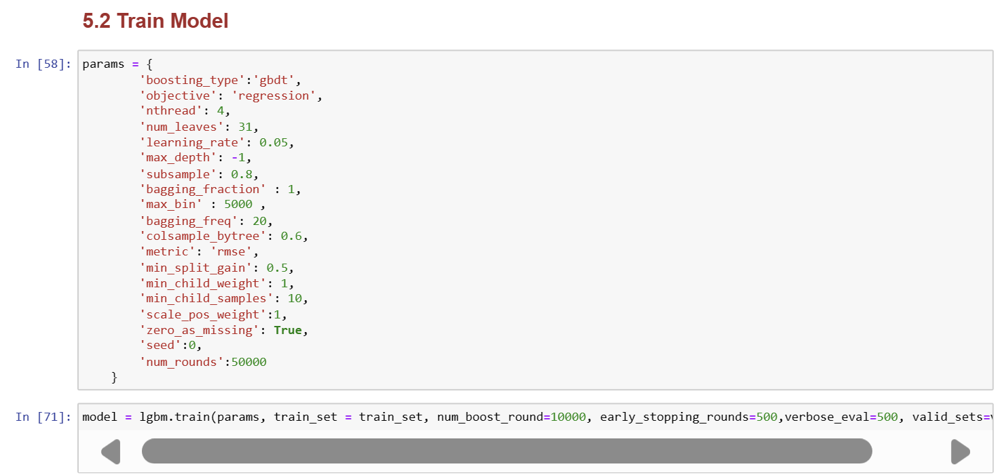 5.2 Train Model
In [58]: params = {
'boosting_type':'gbdt',
'objective': 'regression',
'nthread': 4,
'num_leaves': 31,
'learning_rate': 0.05,
'max_depth': -1,
'subsample': 0.8,
'bagging_fraction' : 1,
'max_bin' : 5000 ,
'bagging_freq': 20,
'colsample_bytree': 0.6,
'metric': 'rmse',
'min_split_gain': 0.5,
'min_child_weight': 1,
'min_child_samples': 10,
'scale_pos_weight':1,
'zero_as_missing': True,
'seed':0,
'num_rounds':50000
}
In [71]: model = lgbm.train(params, train_set = train_set, num_boost_round=10000, early_stopping_rounds=500,verbose_eval=500, valid_sets=